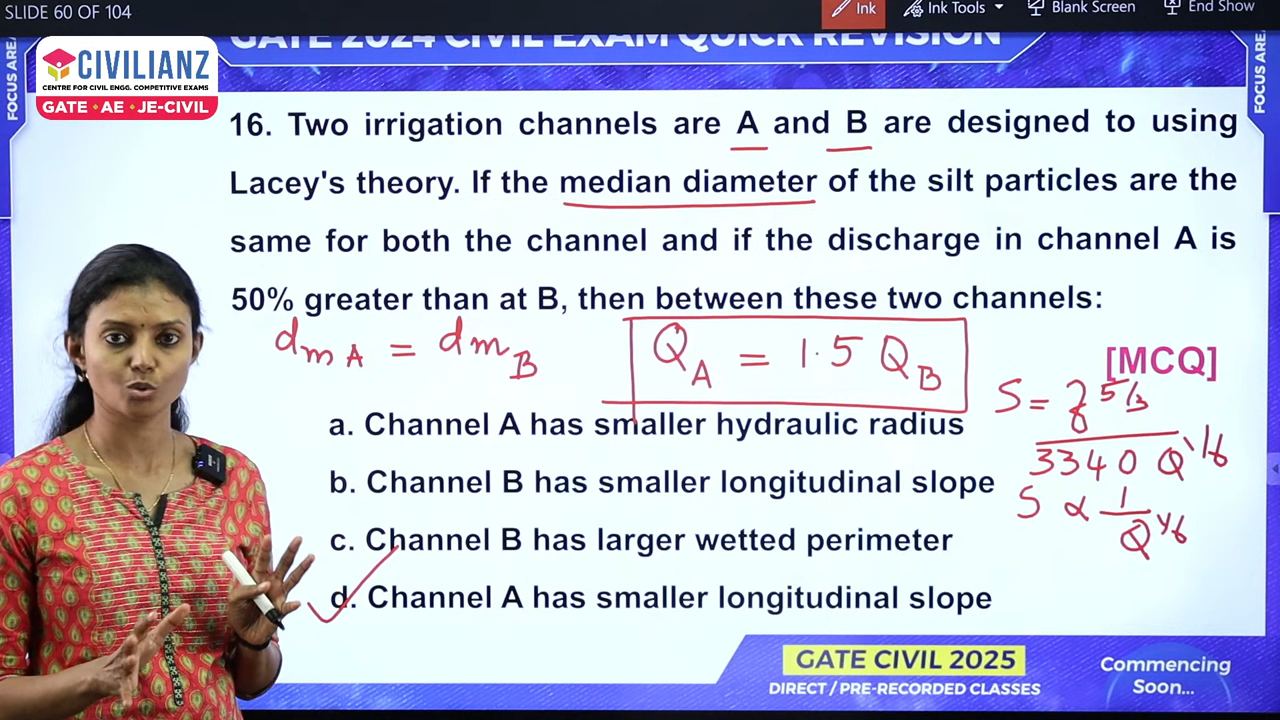 SLIDE 60 OF 104
Ink
Ink Tools
Blank Screen
End Show
FOCUS AREA
GATE 2024 CIVIL EXAM QUICK REVISION
FOCUS AREA
CIVILIANZ
CENTRE FOR CIVIL ENGG. COMPETITIVE EXAMS
GATE • AE • JE-CIVIL
16. Two irrigation channels are A and B are designed to using
Lacey's theory. If the median diameter of the silt particles are the
same for both the channel and if the discharge in channel A is
50% greater than at B, then between these two channels:
dmA = dmB
QA = 1.5 QB
[MCQ]
a. Channel A has smaller hydraulic radius
b. Channel B has smaller longitudinal slope
c. Channel B has larger wetted perimeter
d. Channel A has smaller longitudinal slope
S = f^5/3
3340 Q^1/6
S ∝ 1
Q^1/6
GATE CIVIL 2025
DIRECT / PRE-RECORDED CLASSES
Commencing
Soon...